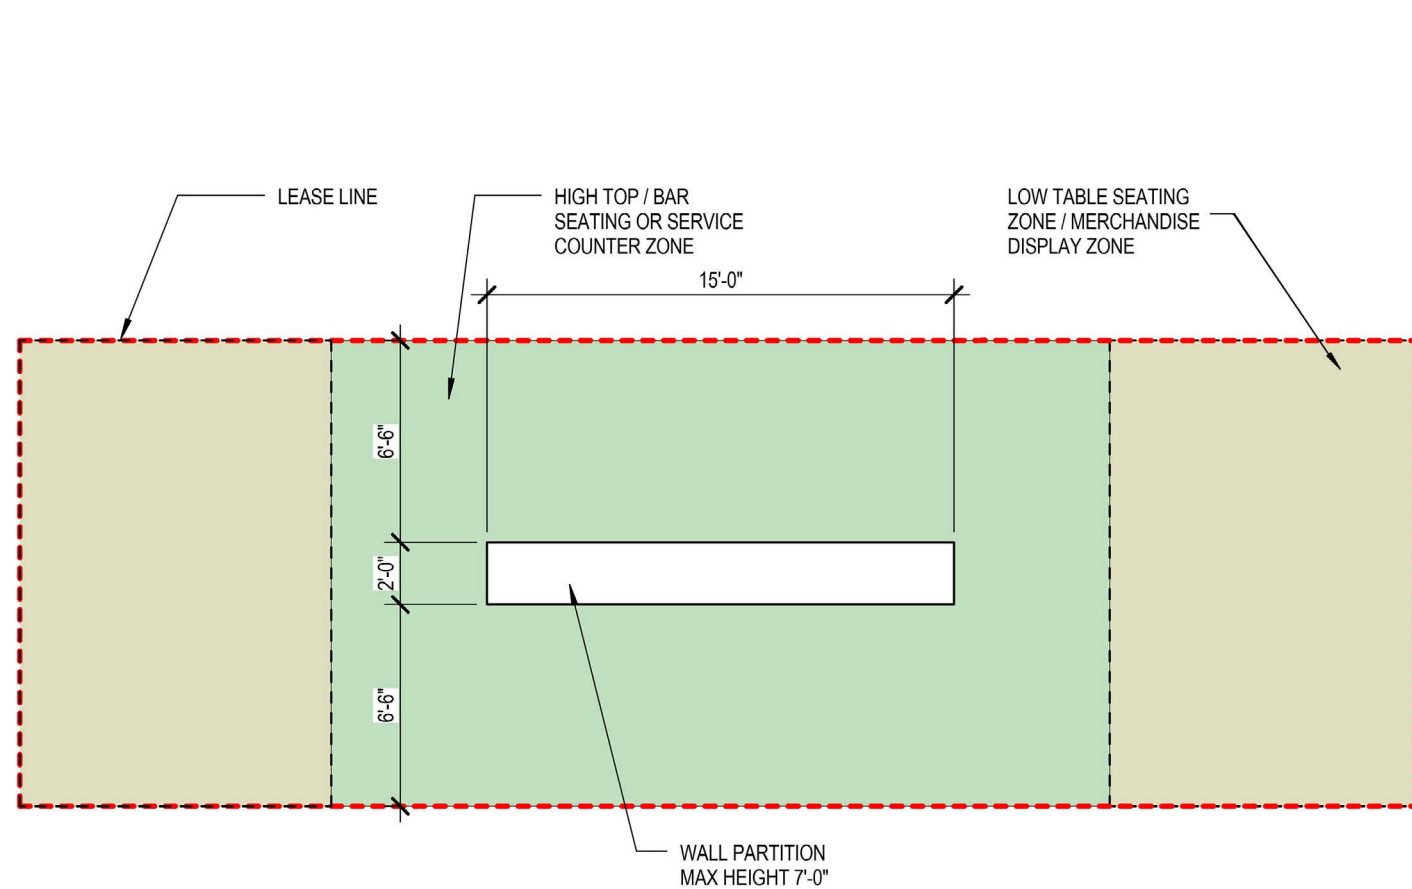 LEASE LINE
HIGH TOP / BAR
SEATING OR SERVICE
COUNTER ZONE
LOW TABLE SEATING
ZONE / MERCHANDISE
DISPLAY ZONE
15'-0"
6'-6"
2'-0"
6'-6"
WALL PARTITION
MAX HEIGHT 7'-0"